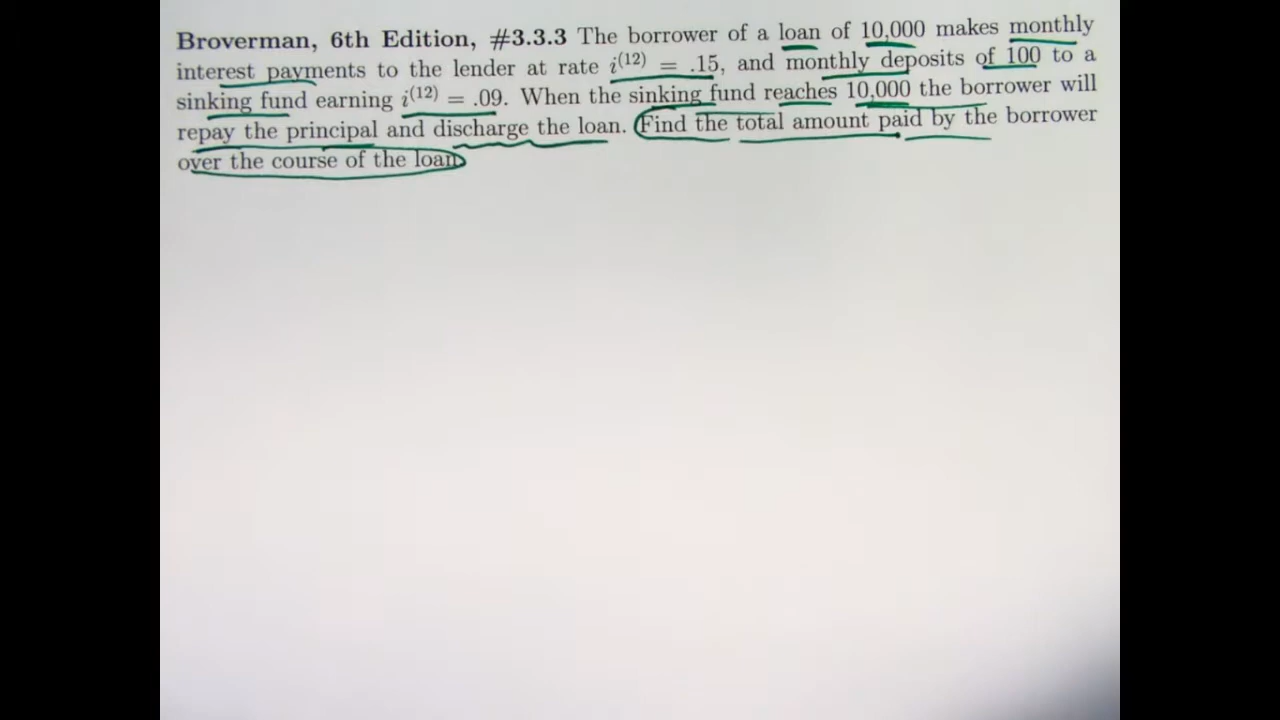 Broverman, 6th Edition, #3.3.3 The borrower of a loan of 10,000 makes monthly
interest payments to the lender at rate i⁽¹²⁾ = .15, and monthly deposits of 100 to a
sinking fund earning i⁽¹²⁾ = .09. When the sinking fund reaches 10,000 the borrower will
repay the principal and discharge the loan. Find the total amount paid by the borrower
over the course of the loan